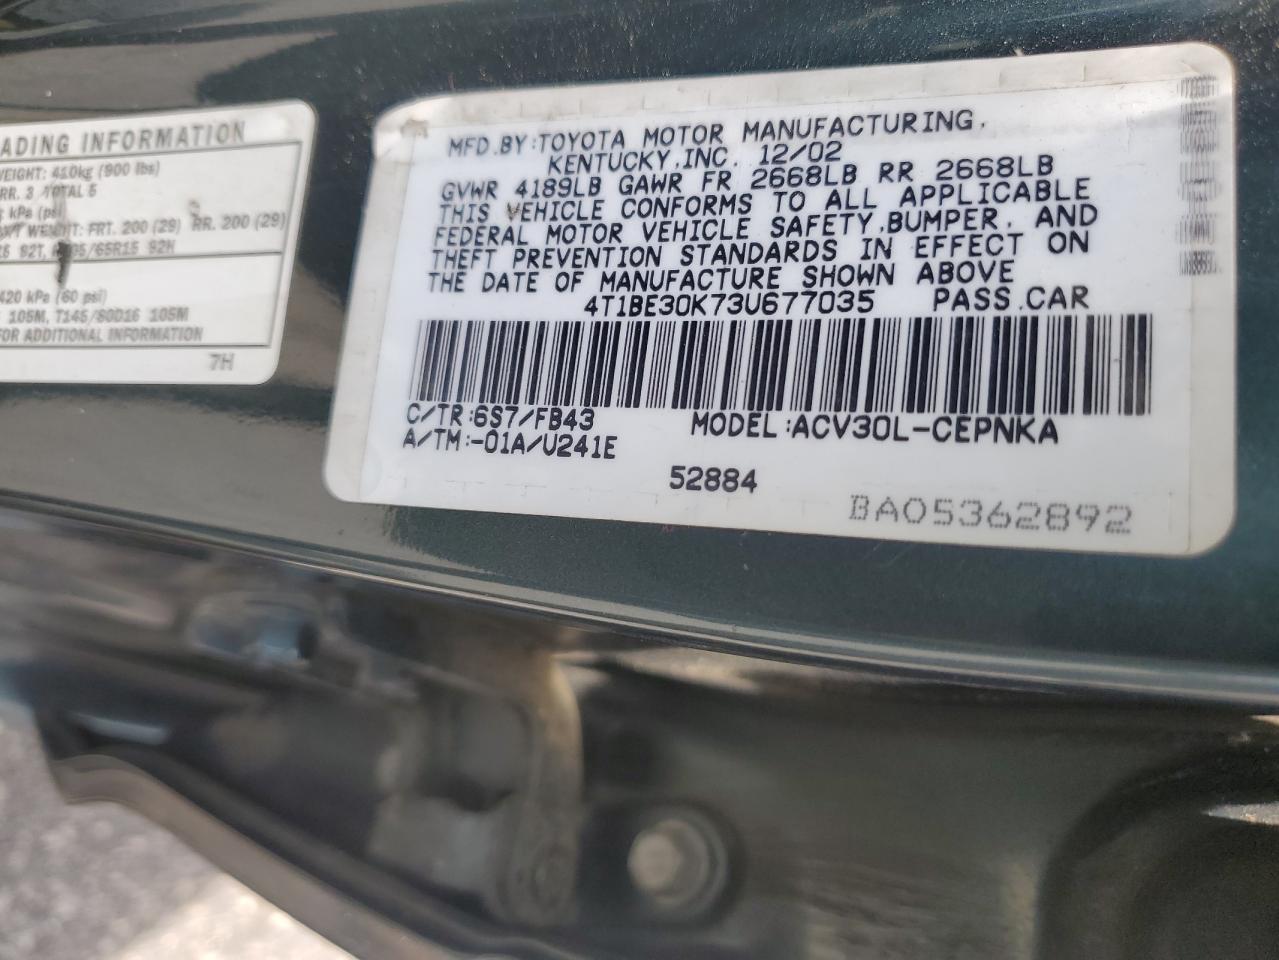 ADING INFORMATION
WEIGHT: 410kg (900 lbs)
RR. 3 TOTAL 5
kPa (psi)
FRT. 200 (29) RR. 200 (29)
92T, 65R15 92H
420 kPa (60 psi)
105M, T145/80D16 105M
FOR ADDITIONAL INFORMATION
7H
MFD.BY:TOYOTA MOTOR MANUFACTURING,
KENTUCKY,INC. 12/02
GVWR 4189LB GAWR FR 2668LB RR 2668LB
THIS VEHICLE CONFORMS TO ALL APPLICABLE
FEDERAL MOTOR VEHICLE SAFETY,BUMPER, AND
THEFT PREVENTION STANDARDS IN EFFECT ON
THE DATE OF MANUFACTURE SHOWN ABOVE
4T1BE30K73U677035 PASS.CAR
C/TR:6S7/FB43 MODEL:ACV30L-CEPNKA
A/TM:-01A/U241E
52884
BA05362892